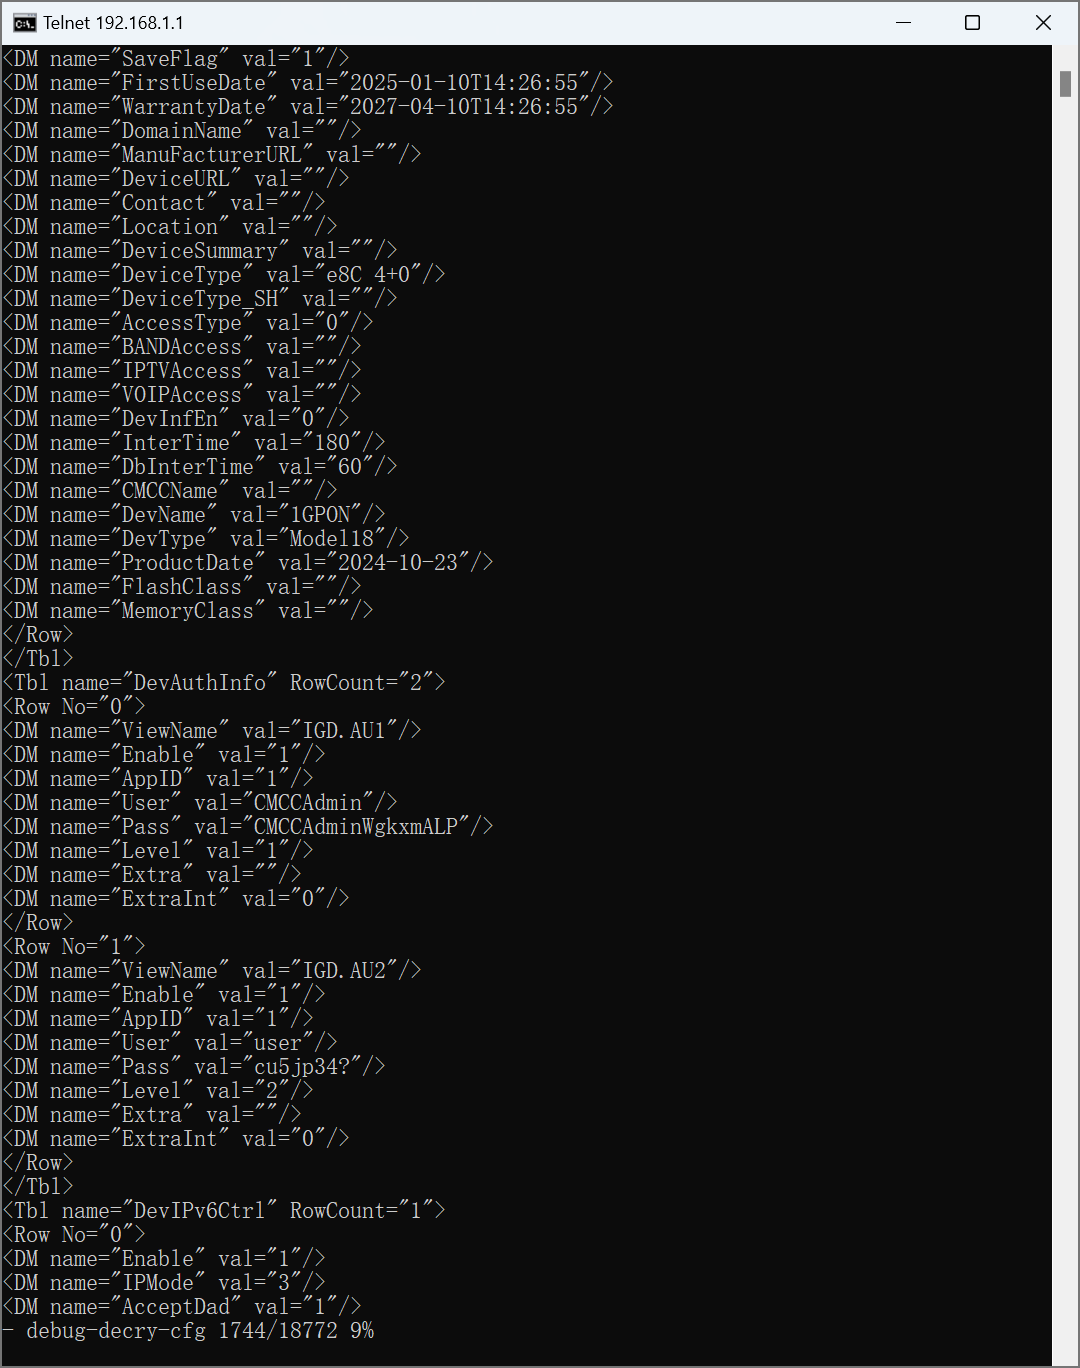 Telnet 192.168.1.1
<DM name="SaveFlag" val="1"/>
<DM name="FirstUseDate" val="2025-01-10T14:26:55"/>
<DM name="WarrantyDate" val="2027-04-10T14:26:55"/>
<DM name="DomainName" val=""/>
<DM name="ManuFacturerURL" val=""/>
<DM name="DeviceURL" val=""/>
<DM name="Contact" val=""/>
<DM name="Location" val=""/>
<DM name="DeviceSummary" val=""/>
<DM name="DeviceType" val="e8C 4+0"/>
<DM name="DeviceType_SH" val=""/>
<DM name="AccessType" val="0"/>
<DM name="BANDAccess" val=""/>
<DM name="IPTVAccess" val=""/>
<DM name="VOIPAccess" val=""/>
<DM name="DevInfEn" val="0"/>
<DM name="InterTime" val="180"/>
<DM name="DbInterTime" val="60"/>
<DM name="CMCCName" val=""/>
<DM name="DevName" val="1GPON"/>
<DM name="DevType" val="Model18"/>
<DM name="ProductDate" val="2024-10-23"/>
<DM name="FlashClass" val=""/>
<DM name="MemoryClass" val=""/>
</Row>
</Tbl>
<Tbl name="DevAuthInfo" RowCount="2">
<Row No="0">
<DM name="ViewName" val="IGD.AU1"/>
<DM name="Enable" val="1"/>
<DM name="AppID" val="1"/>
<DM name="User" val="CMCCAdmin"/>
<DM name="Pass" val="CMCCAdminWgkxmALP"/>
<DM name="Level" val="1"/>
<DM name="Extra" val=""/>
<DM name="ExtraInt" val="0"/>
</Row>
<Row No="1">
<DM name="ViewName" val="IGD.AU2"/>
<DM name="Enable" val="1"/>
<DM name="AppID" val="1"/>
<DM name="User" val="user"/>
<DM name="Pass" val="cu5jp34?"/>
<DM name="Level" val="2"/>
<DM name="Extra" val=""/>
<DM name="ExtraInt" val="0"/>
</Row>
</Tbl>
<Tbl name="DevIPv6Ctrl" RowCount="1">
<Row No="0">
<DM name="Enable" val="1"/>
<DM name="IPMode" val="3"/>
<DM name="AcceptDad" val="1"/>
- debug-decry-cfg 1744/18772 9%